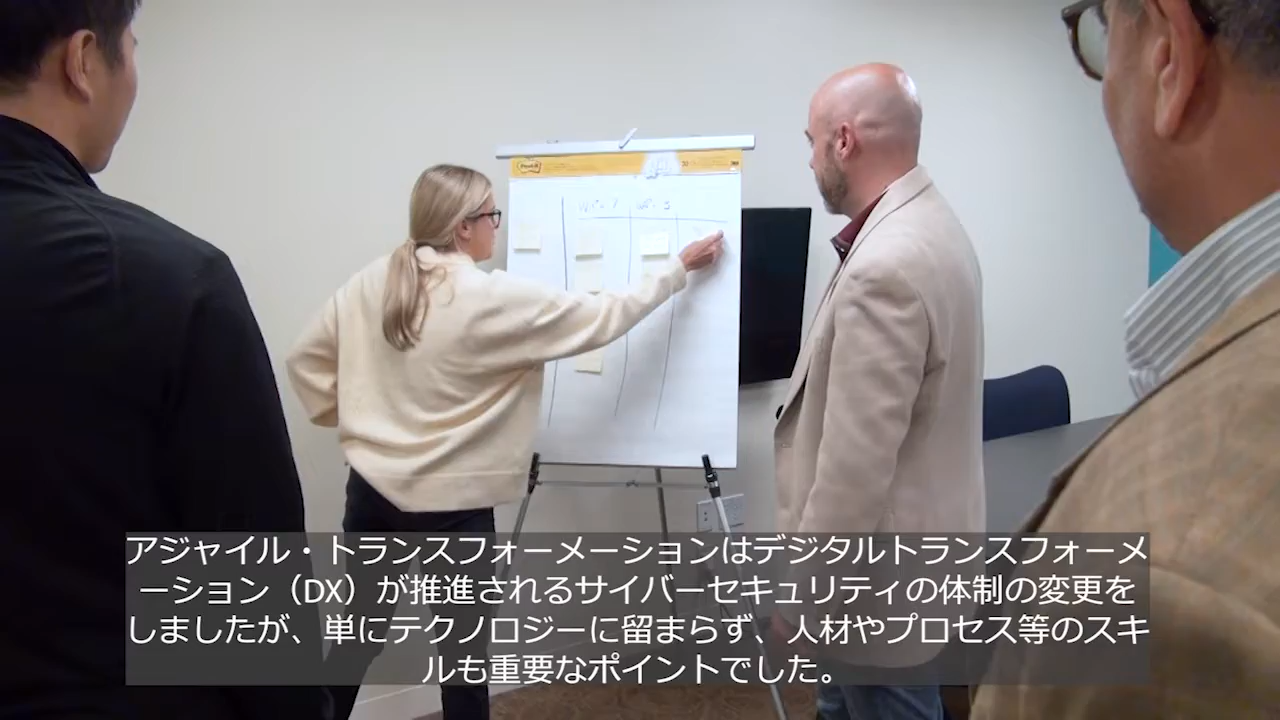 Post-it
アジャイル・トランスフォーメーションはデジタルトランスフォーメ
ーション（DX）が推進されるサイバーセキュリティの体制の変更を
しましたが、単にテクノロジーに留まらず、人材やプロセス等のスキ
ルも重要なポイントでした。